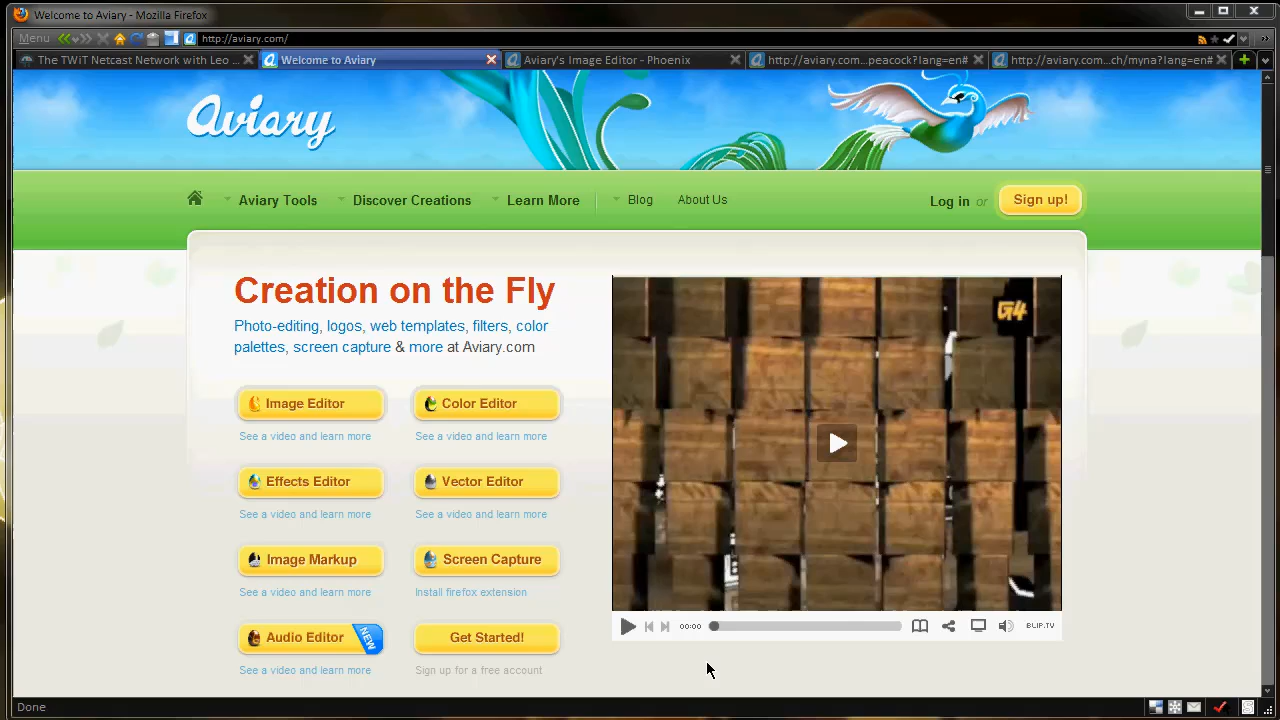 Welcome to Aviary - Mozilla Firefox
Menu
http://aviary.com/
The TWiT Netcast Network with Leo ...
Welcome to Aviary
Aviary's Image Editor - Phoenix
http://aviary.com...peacock?lang=en#
http://aviary.com...ch/myna?lang=en#
aviary
Aviary Tools
Discover Creations
Learn More
Blog
About Us
Log in or
Sign up!
Creation on the Fly
Photo-editing, logos, web templates, filters, color
palettes, screen capture & more at Aviary.com
G4
Image Editor
Color Editor
See a video and learn more
See a video and learn more
Effects Editor
Vector Editor
See a video and learn more
See a video and learn more
Image Markup
Screen Capture
See a video and learn more
Install firefox extension
Audio Editor
NEW
Get Started!
See a video and learn more
Sign up for a free account
00:00
BLIP.TV
Done